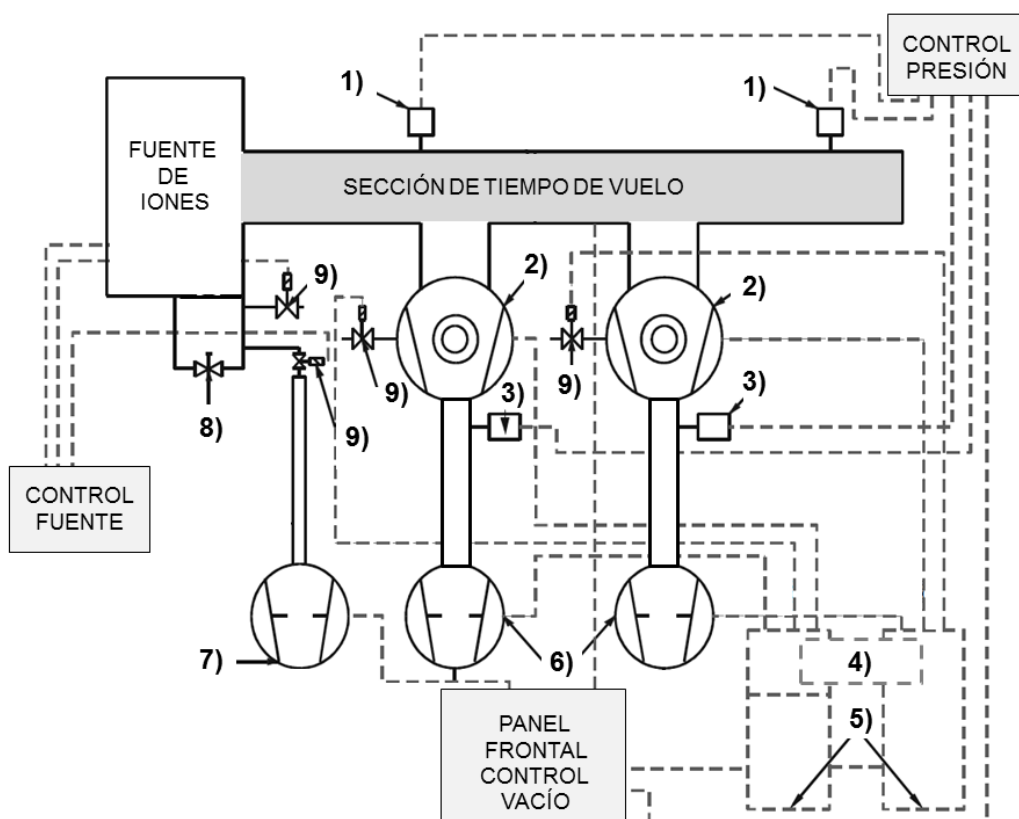 CONTROL
PRESIÓN
1)
1)
FUENTE
DE
IONES
SECCIÓN DE TIEMPO DE VUELO
2)
2)
9)
9)
9)
3)
3)
8)
9)
CONTROL
FUENTE
7)
6)
4)
5)
PANEL
FRONTAL
CONTROL
VACÍO